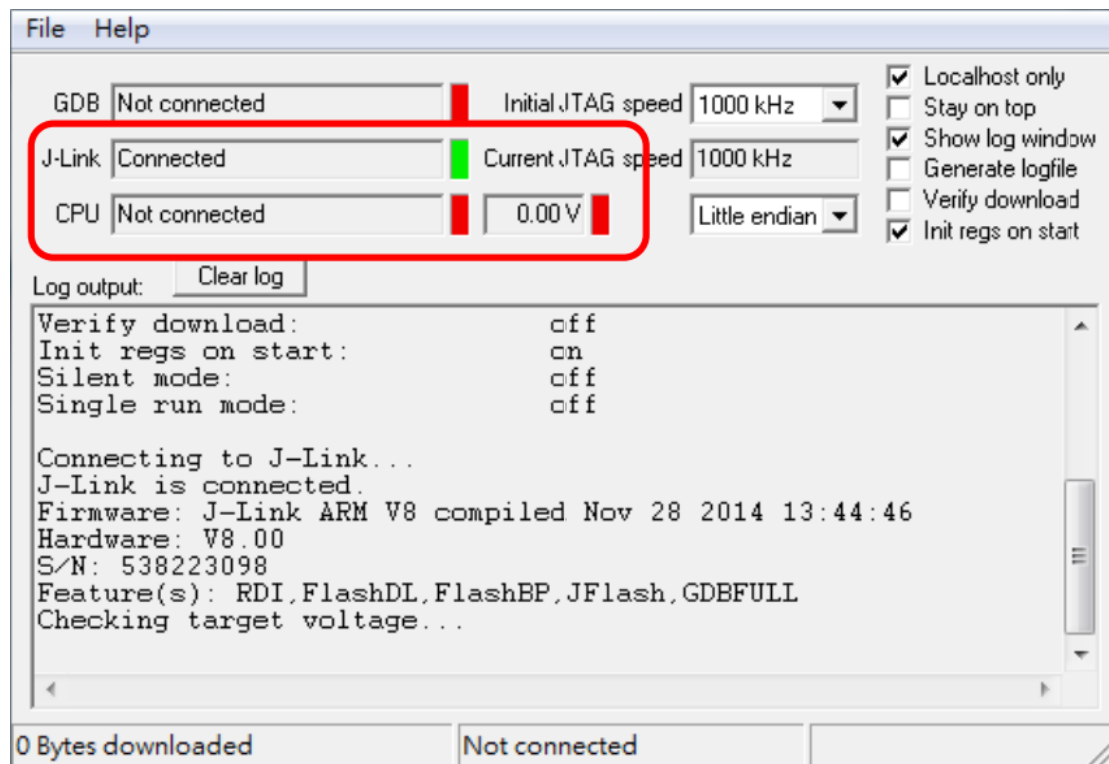 File Help
GDB Not connected Initial JTAG speed 1000 kHz Localhost only
Stay on top
J-Link Connected Current JTAG speed 1000 kHz Show log window
Generate logfile
CPU Not connected 0.00 V Little endian Verify download
Init regs on start
Log output: Clear log
Verify download: off
Init regs on start: on
Silent mode: off
Single run mode: off
Connecting to J-Link...
J-Link is connected.
Firmware: J-Link ARM V8 compiled Nov 28 2014 13:44:46
Hardware: V8.00
S/N: 538223098
Feature(s): RDI,FlashDL,FlashBP,JFlash,GDBFULL
Checking target voltage...
0 Bytes downloaded Not connected